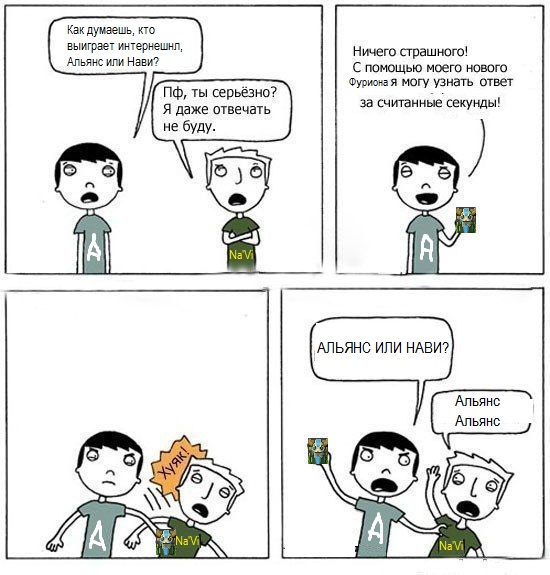 Как думаешь, кто
выиграет интернешнл,
Альянс или Нави?
Пф, ты серьёзно?
Я даже отвечать
не буду.
A
Na'Vi
Ничего страшного!
С помощью моего нового
Фуриона я могу узнать ответ
за считанные секунды!
A
Хуяк!
A
Na'Vi
АЛЬЯНС ИЛИ НАВИ?
Альянс
Альянс
A
Na'Vi